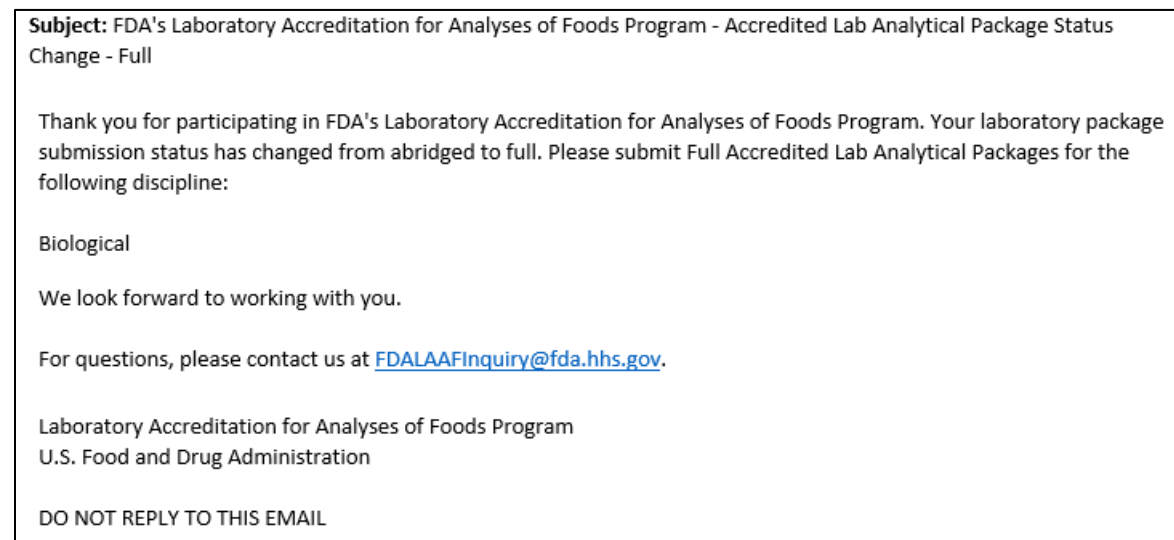 Subject: FDA's Laboratory Accreditation for Analyses of Foods Program - Accredited Lab Analytical Package Status
Change - Full
Thank you for participating in FDA's Laboratory Accreditation for Analyses of Foods Program. Your laboratory package
submission status has changed from abridged to full. Please submit Full Accredited Lab Analytical Packages for the
following discipline:
Biological
We look forward to working with you.
For questions, please contact us at FDALAAFInquiry@fda.hhs.gov.
Laboratory Accreditation for Analyses of Foods Program
U.S. Food and Drug Administration
DO NOT REPLY TO THIS EMAIL